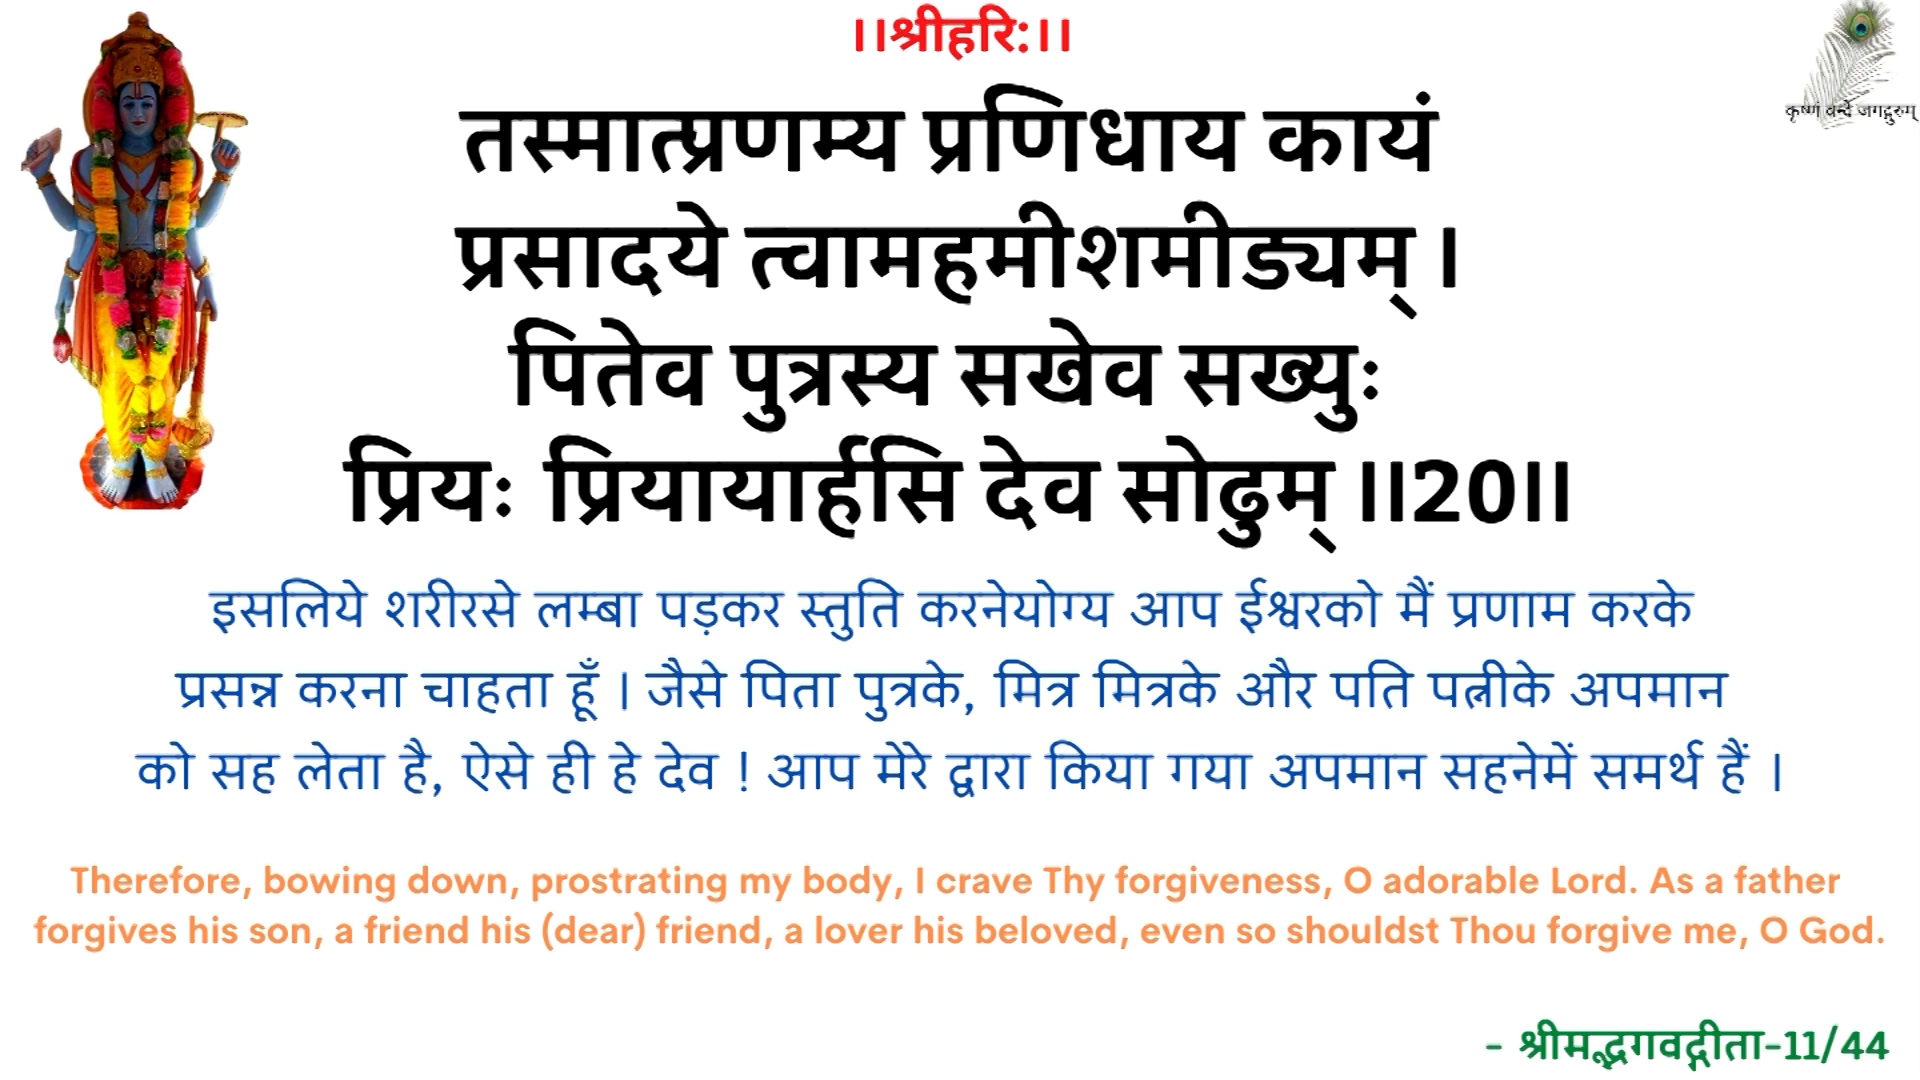 ।।श्रीहरि:।।
कृष्णं वन्दे जगद्गुरुम्
तस्मात्प्रणम्य प्रणिधाय कायं
प्रसादये त्वामहमीशमीड्यम् ।
पितेव पुत्रस्य सखेव सख्युः
प्रियः प्रियायार्हसि देव सोढुम् ।।20।।
इसलिये शरीरसे लम्बा पड़कर स्तुति करनेयोग्य आप ईश्वरको मैं प्रणाम करके
प्रसन्न करना चाहता हूँ । जैसे पिता पुत्रके, मित्र मित्रके और पति पत्नीके अपमान
को सह लेता है, ऐसे ही हे देव ! आप मेरे द्वारा किया गया अपमान सहनेमें समर्थ हैं ।
Therefore, bowing down, prostrating my body, I crave Thy forgiveness, O adorable Lord. As a father
forgives his son, a friend his (dear) friend, a lover his beloved, even so shouldst Thou forgive me, O God.
- श्रीमद्भगवद्गीता-11/44